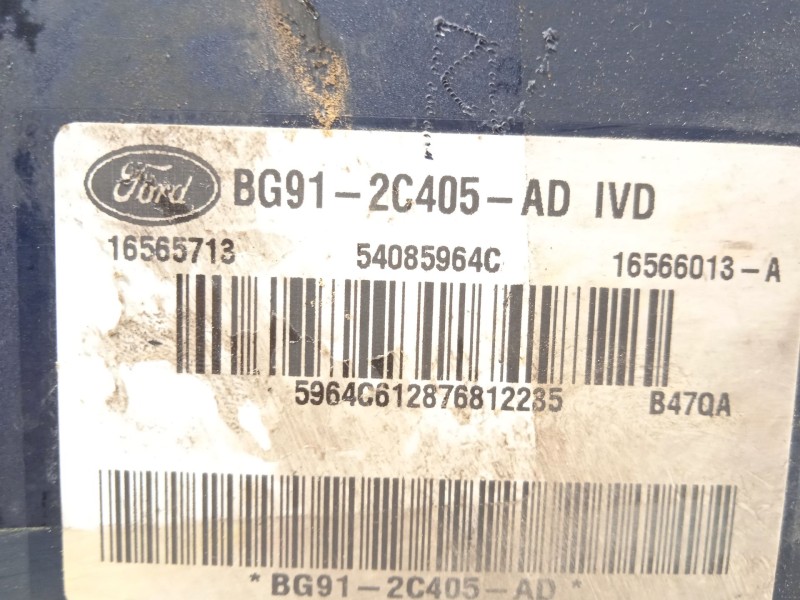 Ford BG91-2C405-AD IVD
16565713 54085964C 16566013-A
5964C612876812235 B47QA
*BG91-2C405-AD*